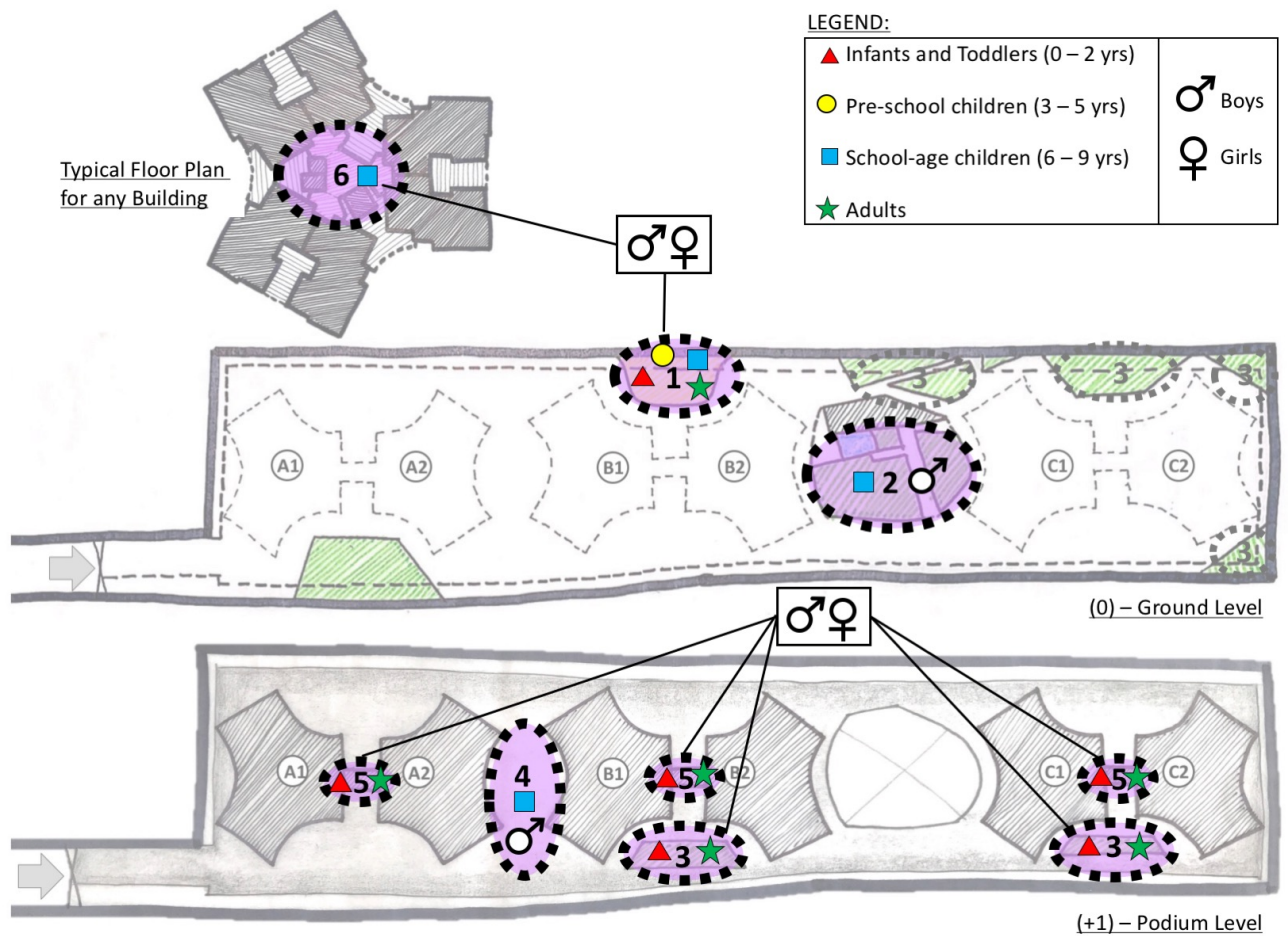 LEGEND:
Infants and Toddlers (0 – 2 yrs)
Pre-school children (3 – 5 yrs)
School-age children (6 – 9 yrs)
Adults
♂ Boys
♀ Girls
Typical Floor Plan
for any Building
6
♂♀
1
3
3
3
A1
A2
B1
B2
2 ♂
C1
C2
3
(0) – Ground Level
♂♀
A1
5
A2
4
♂
B1
5
B2
C1
5
C2
3
3
(+1) – Podium Level